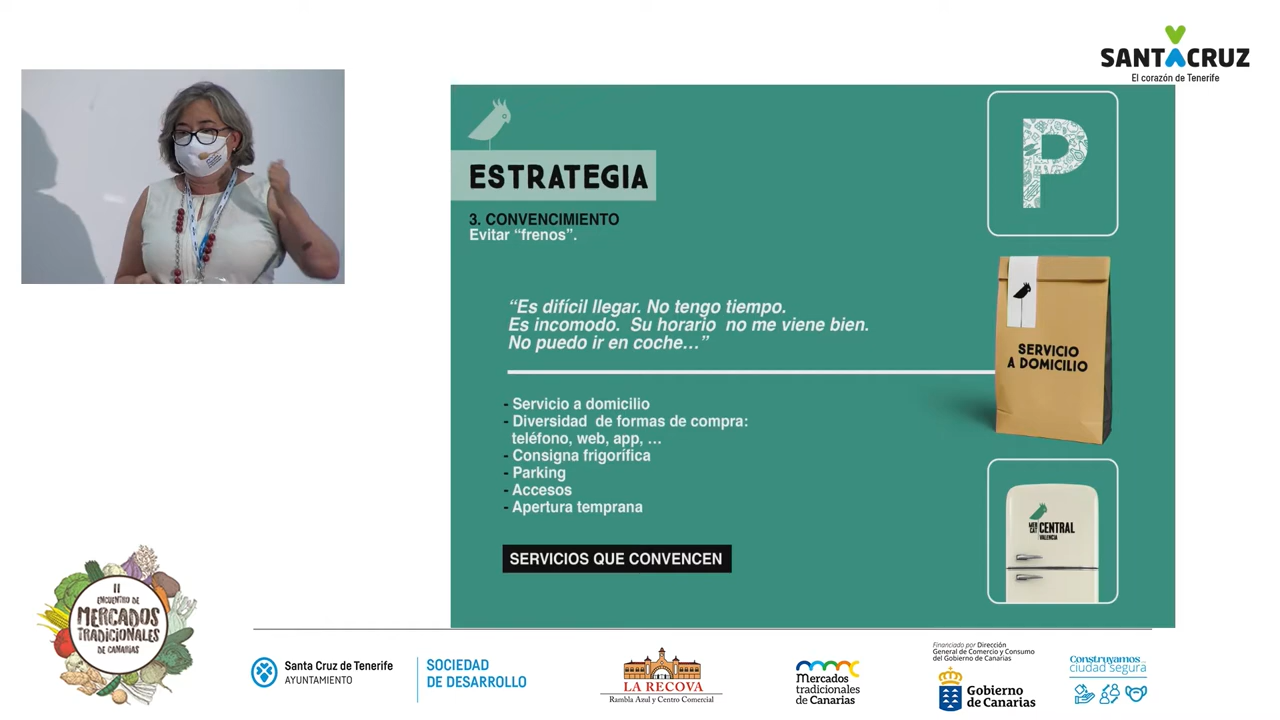 SANTACRUZ
El corazón de Tenerife
ESTRATEGIA
3. CONVENCIMIENTO
Evitar “frenos”.
“Es difícil llegar. No tengo tiempo.
Es incomodo. Su horario no me viene bien.
No puedo ir en coche…”
- Servicio a domicilio
- Diversidad de formas de compra:
teléfono, web, app, …
- Consigna frigorífica
- Parking
- Accesos
- Apertura temprana
SERVICIOS QUE CONVENCEN
P
SERVICIO
A DOMICILIO
MER
CAT CENTRAL
VALENCIA
II
ENCUENTRO DE
MERCADOS
TRADICIONALES
DE CANARIAS
Santa Cruz de Tenerife
AYUNTAMIENTO
SOCIEDAD
DE DESARROLLO
LA RECOVA
Rambla Azul y Centro Comercial
mercados
tradicionales
de Canarias
Financiado por Dirección
General de Comercio y Consumo
del Gobierno de Canarias
Gobierno
de Canarias
Construyamos
ciudad segura